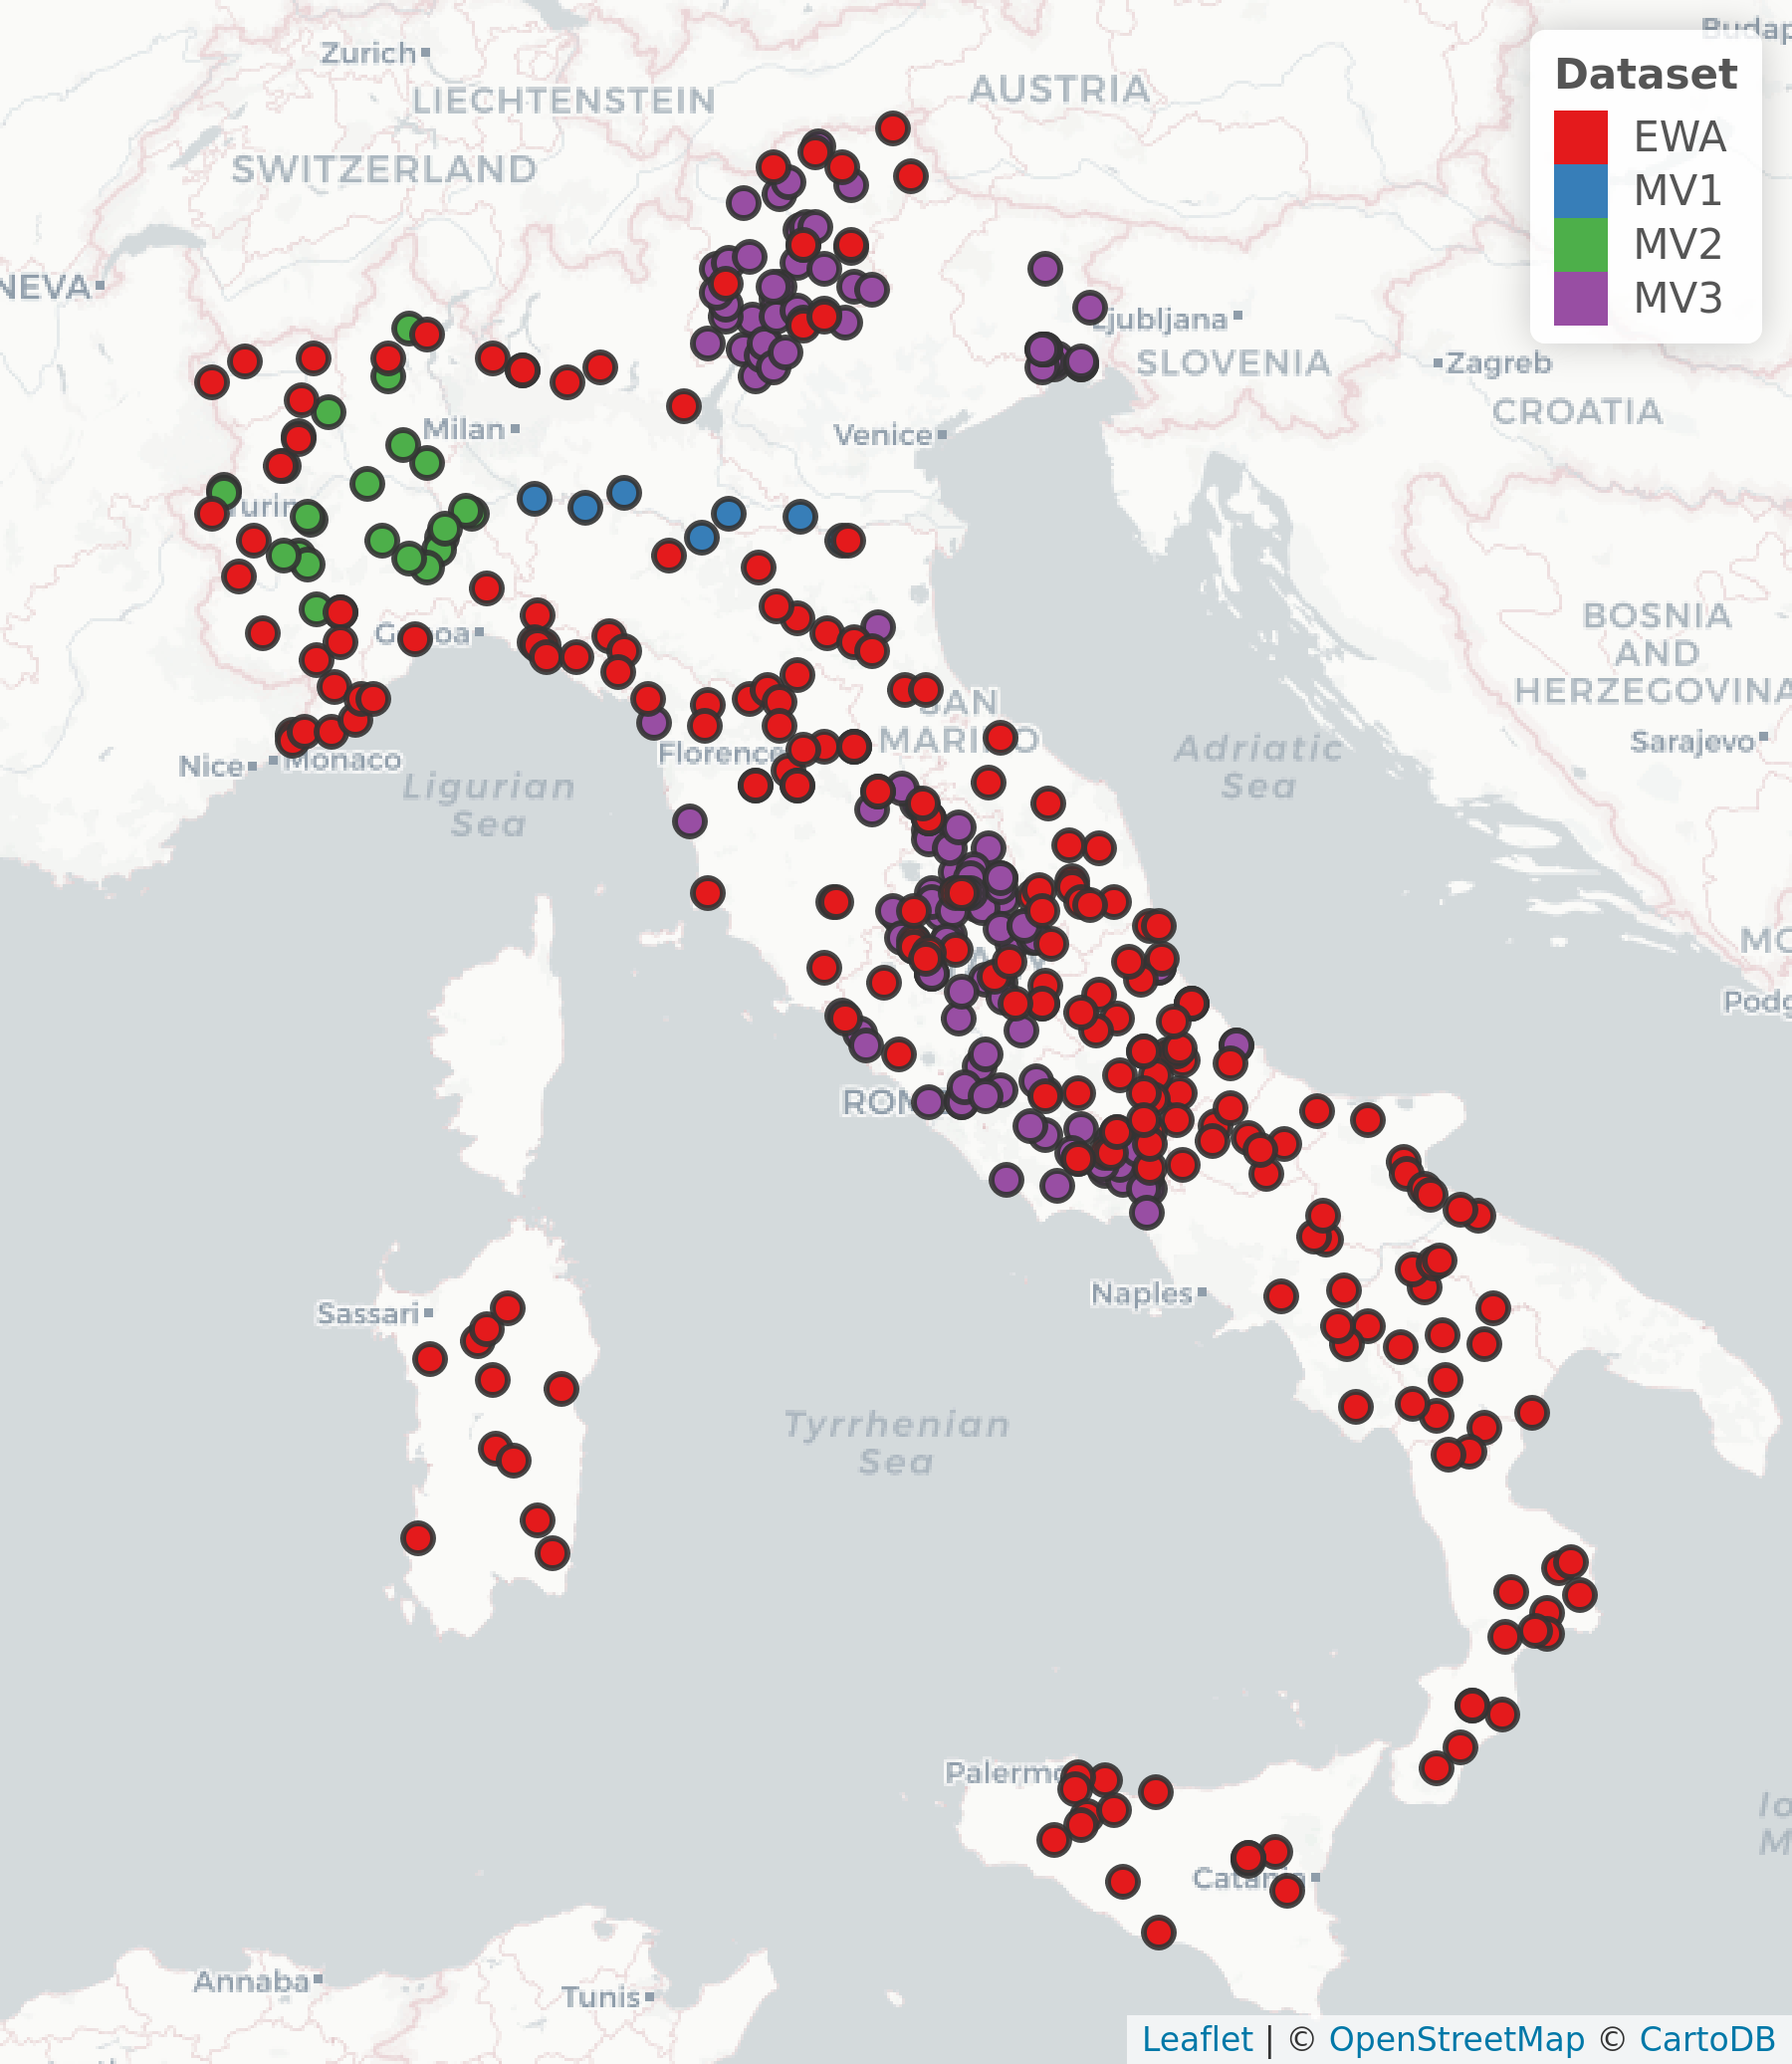 Budap
Zurich
LIECHTENSTEIN
AUSTRIA
SWITZERLAND
Dataset
EWA
MV1
MV2
MV3
NEVA
Ljubljana
SLOVENIA
Zagreb
CROATIA
Milan
Venice
Turin
BOSNIA
AND
HERZEGOVINA
Genoa
SAN
MARINO
Florence
Sarajevo
Nice
Monaco
Adriatic
Sea
Ligurian
Sea
MO
Podg
ROM
Naples
Sassari
Tyrrhenian
Sea
Palermo
Catania
Io
M
Annaba
Tunis
Leaflet | © OpenStreetMap © CartoDB